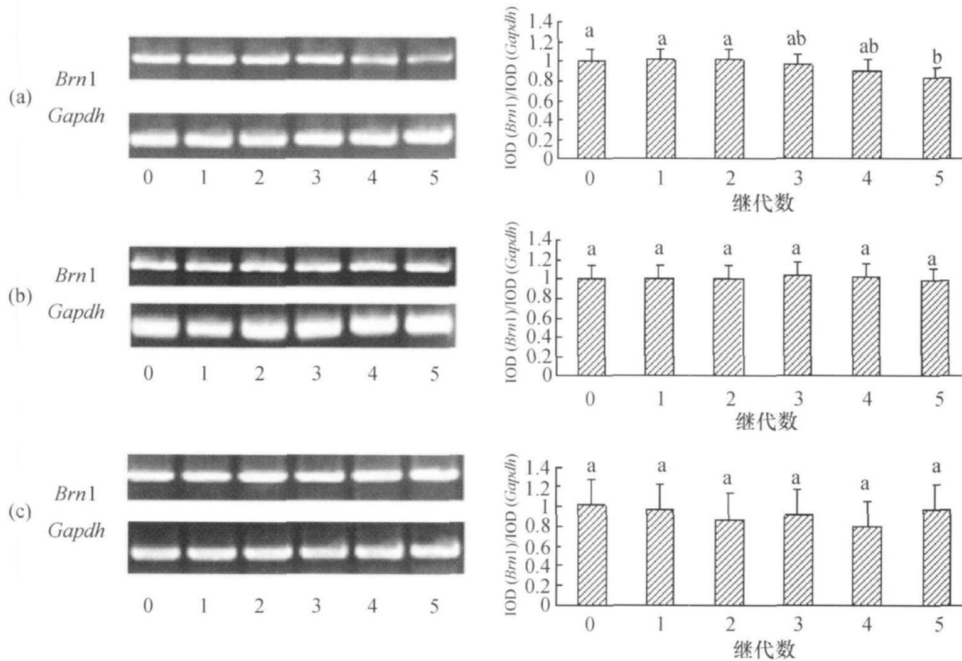 (a)
Brn1
Gapdh
0 1 2 3 4 5
IOD (Brn1)/IOD (Gapdh)
1.4
1.2
1
0.8
0.6
0.4
0.2
0
a a a ab ab b
0 1 2 3 4 5
继代数
(b)
Brn1
Gapdh
0 1 2 3 4 5
IOD (Brn1)/IOD (Gapdh)
1.4
1.2
1
0.8
0.6
0.4
0.2
0
a a a a a a
0 1 2 3 4 5
继代数
(c)
Brn1
Gapdh
0 1 2 3 4 5
IOD (Brn1)/IOD (Gapdh)
1.4
1.2
1
0.8
0.6
0.4
0.2
0
a a a a a a
0 1 2 3 4 5
继代数